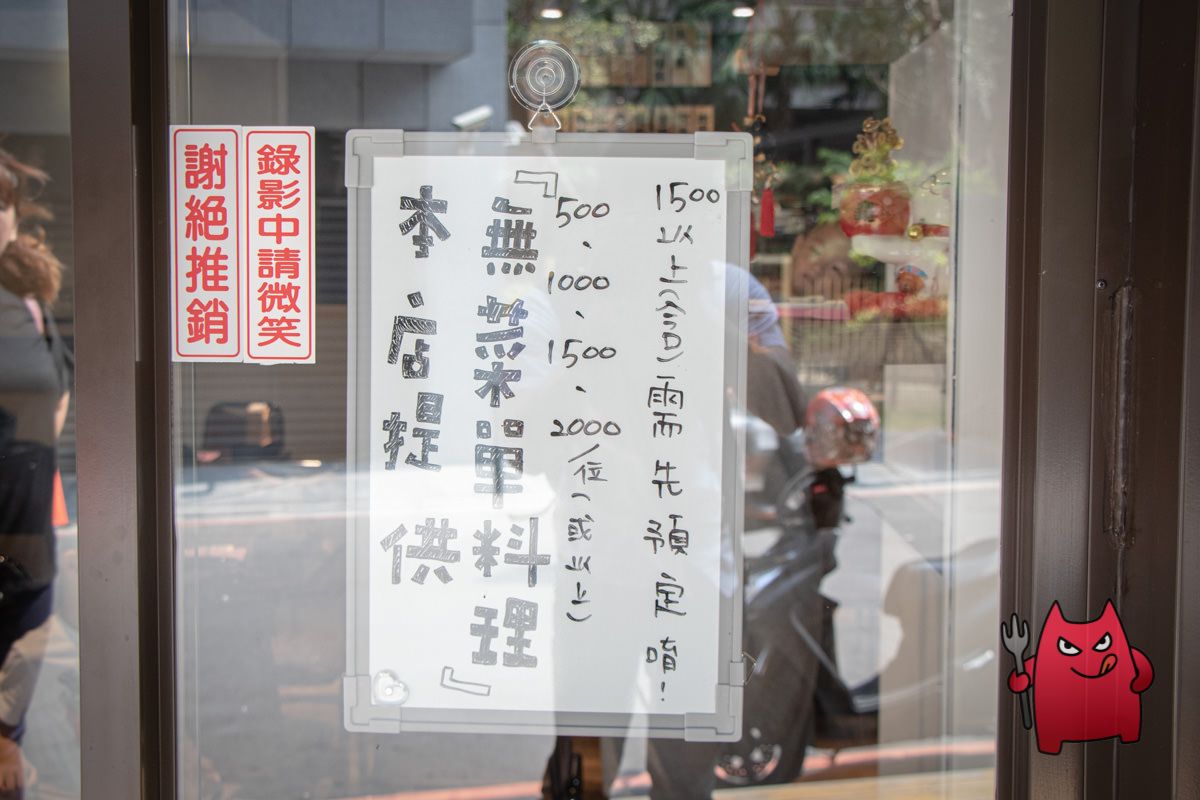 錄影中請微笑
謝絕推銷
本店提供
『無菜單料理』
500、1000、1500、2000/位(或以上)
1500以上(含)需先預定唷!